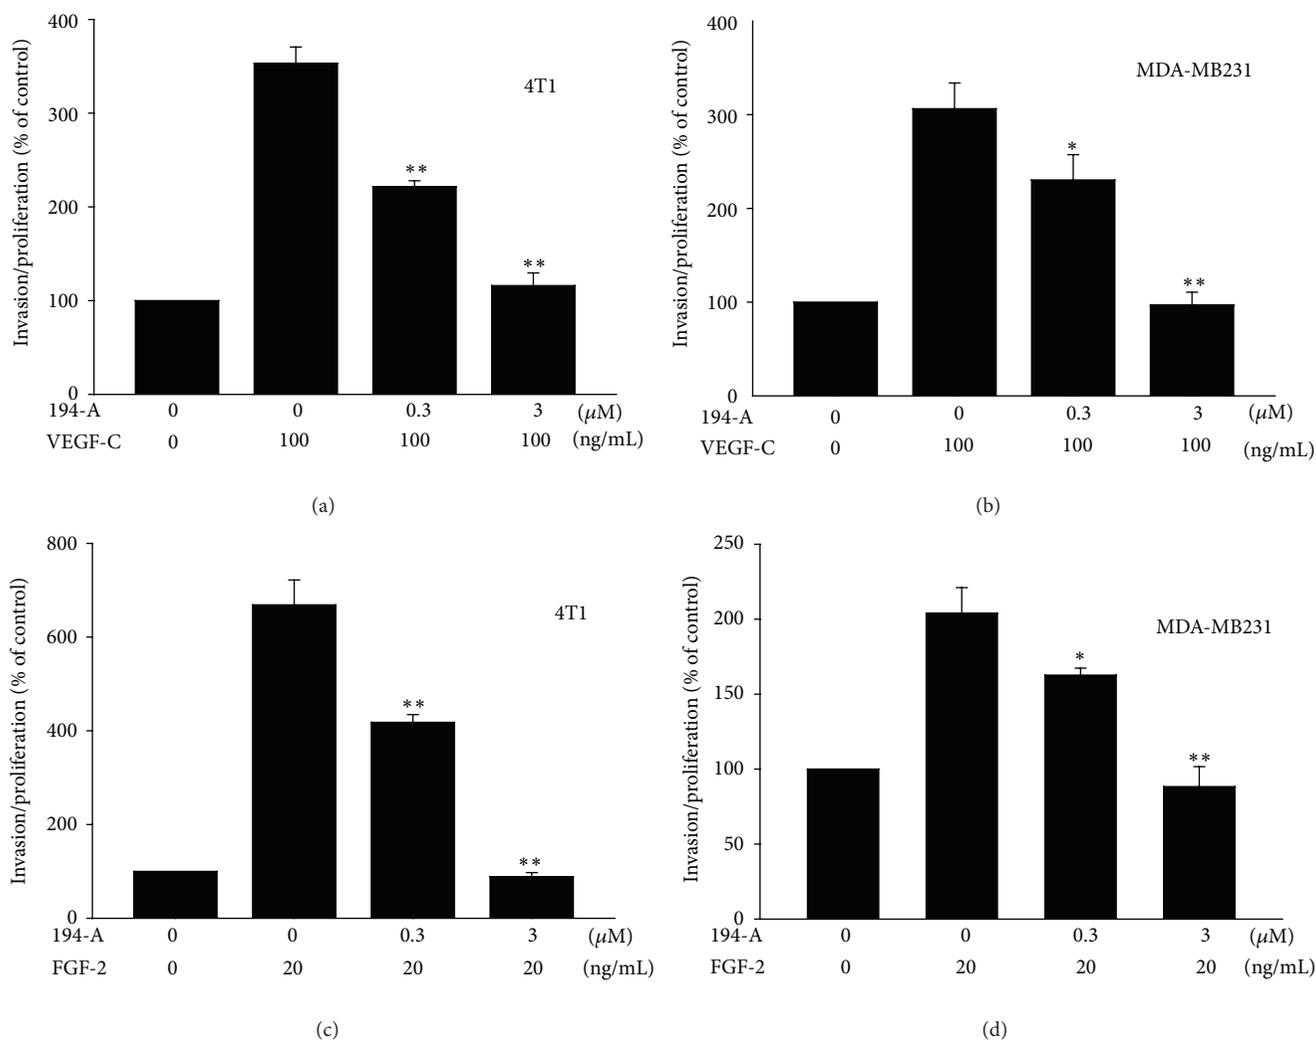 400
300
200
100
0
Invasion/proliferation (% of control)
4T1
**
**
194-A 0 0 0.3 3 (μM)
VEGF-C 0 100 100 100 (ng/mL)
(a)
400
300
200
100
0
Invasion/proliferation (% of control)
MDA-MB231
*
**
194-A 0 0 0.3 3 (μM)
VEGF-C 0 100 100 100 (ng/mL)
(b)
800
600
400
200
0
Invasion/proliferation (% of control)
4T1
**
**
194-A 0 0 0.3 3 (μM)
FGF-2 0 20 20 20 (ng/mL)
(c)
250
200
150
100
50
0
Invasion/proliferation (% of control)
MDA-MB231
*
**
194-A 0 0 0.3 3 (μM)
FGF-2 0 20 20 20 (ng/mL)
(d)